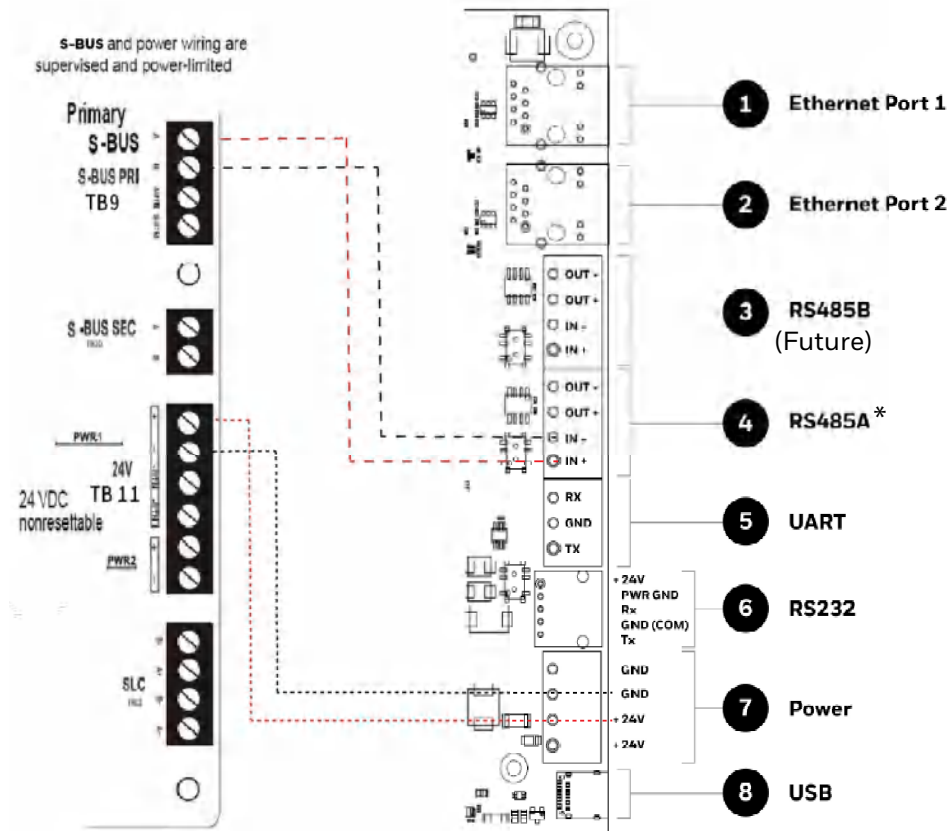 S-BUS and power wiring are
supervised and power-limited
Primary
S-BUS
S-BUS PRI
TB9
A
B
S -BUS SEC
A
B
PWR1
24V
TB 11
24 VDC
nonresettable
PWR2
+
–
SLC
1 Ethernet Port 1
2 Ethernet Port 2
OUT -
OUT +
IN -
IN +
3 RS485B
(Future)
OUT -
OUT +
IN -
IN +
4 RS485A*
RX
GND
TX
5 UART
+ 24V
PWR GND
Rx
GND (COM)
Tx
6 RS232
GND
GND
+ 24V
+ 24V
7 Power
8 USB